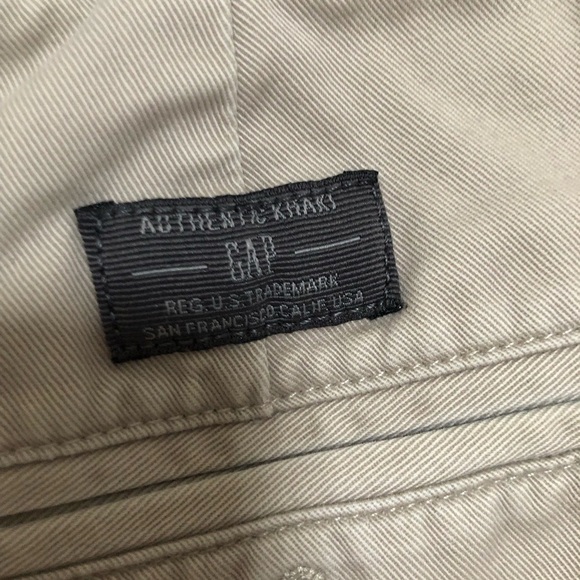 AUTHENTIC KHAKI
GAP
REG. U.S. TRADEMARK
SAN FRANCISCO. CALIF. USA